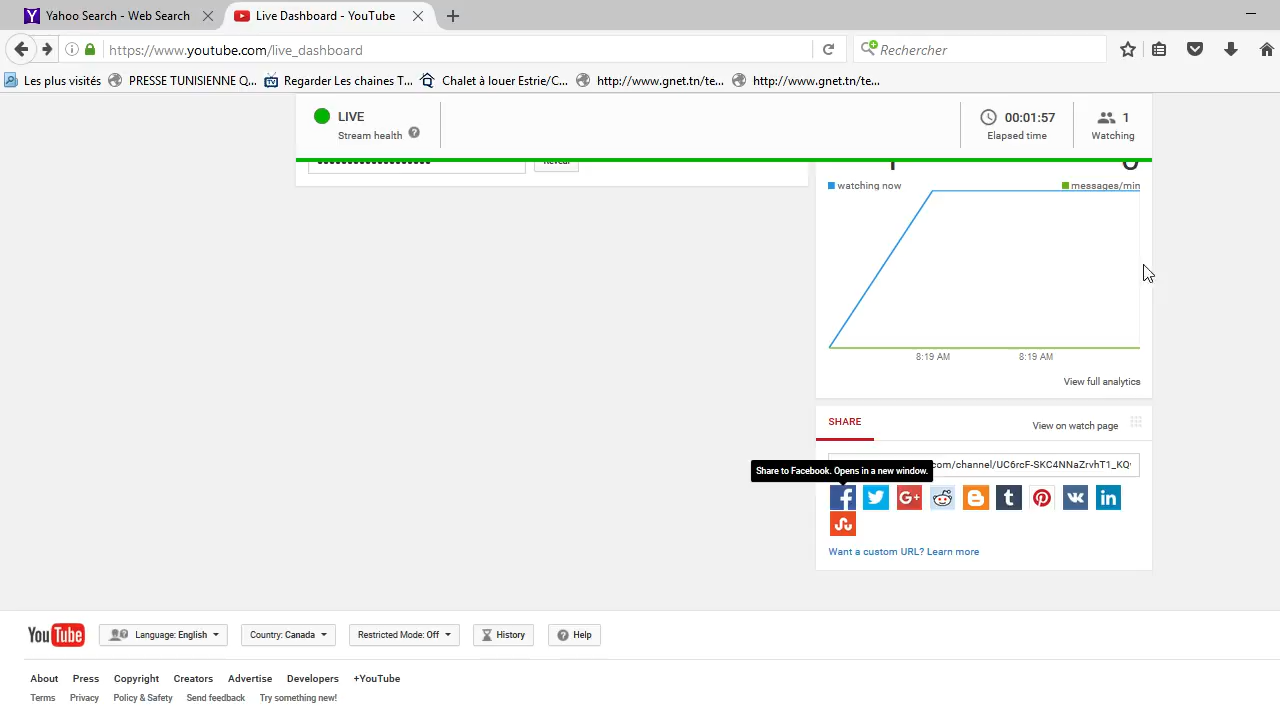 Yahoo Search - Web Search
Live Dashboard - YouTube
https://www.youtube.com/live_dashboard
Rechercher
Les plus visités
PRESSE TUNISIENNE Q...
Regarder Les chaines T...
Chalet à louer Estrie/C...
http://www.gnet.tn/te...
http://www.gnet.tn/te...
LIVE
Stream health
00:01:57
Elapsed time
1
Watching
watching now
messages/min
8:19 AM
8:19 AM
View full analytics
SHARE
View on watch page
com/channel/UC6rcF-SKC4NNaZrvhT1_KQ
Share to Facebook. Opens in a new window.
Want a custom URL? Learn more
YouTube
Language: English
Country: Canada
Restricted Mode: Off
History
Help
About
Press
Copyright
Creators
Advertise
Developers
+YouTube
Terms
Privacy
Policy & Safety
Send feedback
Try something new!